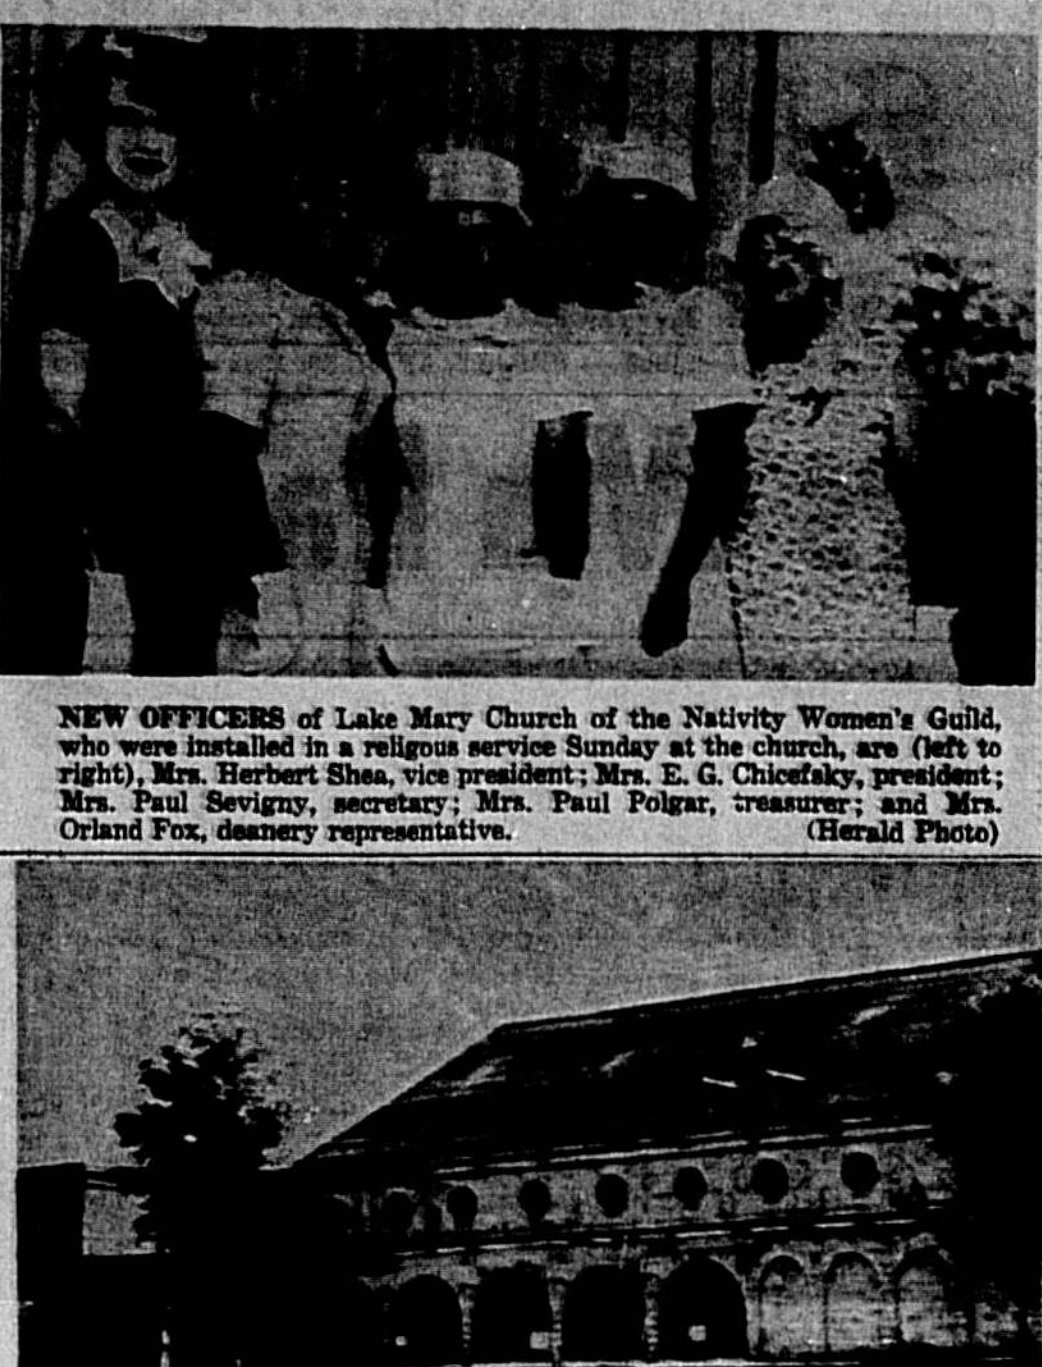 NEW OFFICERS of Lake Mary Church of the Nativity Women's Guild,
who were installed in a religous service Sunday at the church, are (left to
right), Mrs. Herbert Shea, vice president; Mrs. E. G. Chicefsky, president;
Mrs. Paul Sevigny, secretary; Mrs. Paul Polgar, treasurer; and Mrs.
Orland Fox, deanery representative. (Herald Photo)